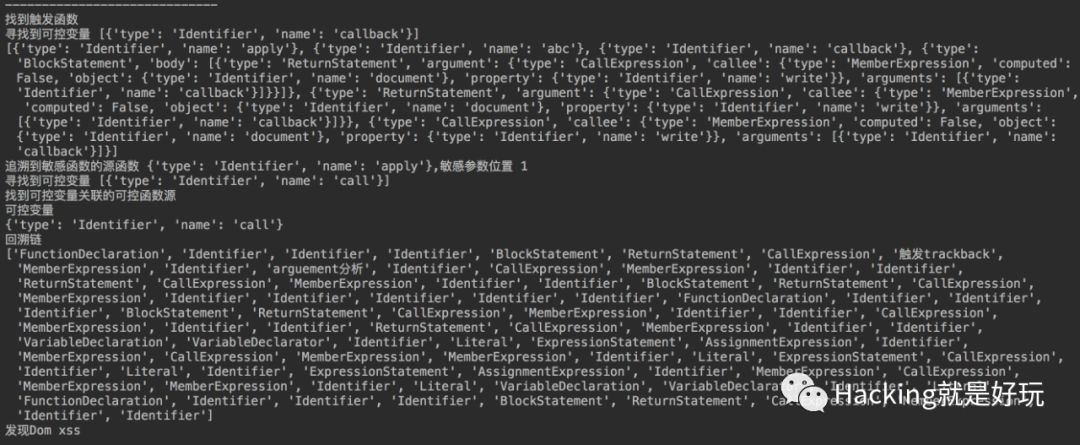 ------------------------------
找到触发函数
寻找到可控变量 [{'type': 'Identifier', 'name': 'callback'}]
[{'type': 'Identifier', 'name': 'apply'}, {'type': 'Identifier', 'name': 'abc'}, {'type': 'Identifier', 'name': 'callback'}, {'type':
'BlockStatement', 'body': [{'type': 'ReturnStatement', 'argument': {'type': 'CallExpression', 'callee': {'type': 'MemberExpression', 'computed':
False, 'object': {'type': 'Identifier', 'name': 'document'}, 'property': {'type': 'Identifier', 'name': 'write'}}, 'arguments': [{'type':
'Identifier', 'name': 'callback'}]}}]}, {'type': 'ReturnStatement', 'argument': {'type': 'CallExpression', 'callee': {'type': 'MemberExpression',
'computed': False, 'object': {'type': 'Identifier', 'name': 'document'}, 'property': {'type': 'Identifier', 'name': 'write'}}, 'arguments':
[{'type': 'Identifier', 'name': 'callback'}]}}, {'type': 'CallExpression', 'callee': {'type': 'MemberExpression', 'computed': False, 'object':
{'type': 'Identifier', 'name': 'document'}, 'property': {'type': 'Identifier', 'name': 'write'}}, 'arguments': [{'type': 'Identifier', 'name':
'callback'}]}]
追溯到敏感函数的源函数 {'type': 'Identifier', 'name': 'apply'},敏感参数位置 1
寻找到可控变量 [{'type': 'Identifier', 'name': 'call'}]
找到可控变量关联的可控函数源
可控变量
{'type': 'Identifier', 'name': 'call'}
回溯链
['FunctionDeclaration', 'Identifier', 'Identifier', 'Identifier', 'BlockStatement', 'ReturnStatement', 'CallExpression', '触发trackback',
'MemberExpression', 'Identifier', 'arguement分析', 'Identifier', 'CallExpression', 'MemberExpression', 'Identifier', 'Identifier',
'ReturnStatement', 'CallExpression', 'MemberExpression', 'Identifier', 'Identifier', 'BlockStatement', 'ReturnStatement', 'CallExpression',
'MemberExpression', 'Identifier', 'Identifier', 'Identifier', 'Identifier', 'Identifier', 'FunctionDeclaration', 'Identifier', 'Identifier',
'Identifier', 'BlockStatement', 'ReturnStatement', 'CallExpression', 'MemberExpression', 'Identifier', 'Identifier', 'CallExpression',
'MemberExpression', 'Identifier', 'Identifier', 'ReturnStatement', 'CallExpression', 'MemberExpression', 'Identifier', 'Identifier',
'VariableDeclaration', 'VariableDeclarator', 'Identifier', 'Literal', 'ExpressionStatement', 'AssignmentExpression', 'Identifier',
'MemberExpression', 'CallExpression', 'MemberExpression', 'MemberExpression', 'Identifier', 'Literal', 'ExpressionStatement', 'CallExpression',
'Identifier', 'Literal', 'Identifier', 'ExpressionStatement', 'AssignmentExpression', 'Identifier', 'MemberExpression', 'CallExpression',
'MemberExpression', 'MemberExpression', 'Identifier', 'Literal', 'VariableDeclaration', 'VariableDeclarator',
'FunctionDeclaration', 'Identifier', 'Identifier', 'Identifier', 'BlockStatement', 'ReturnStatement',
'Identifier', 'Identifier']
发现Dom xss
Hacking就是好玩